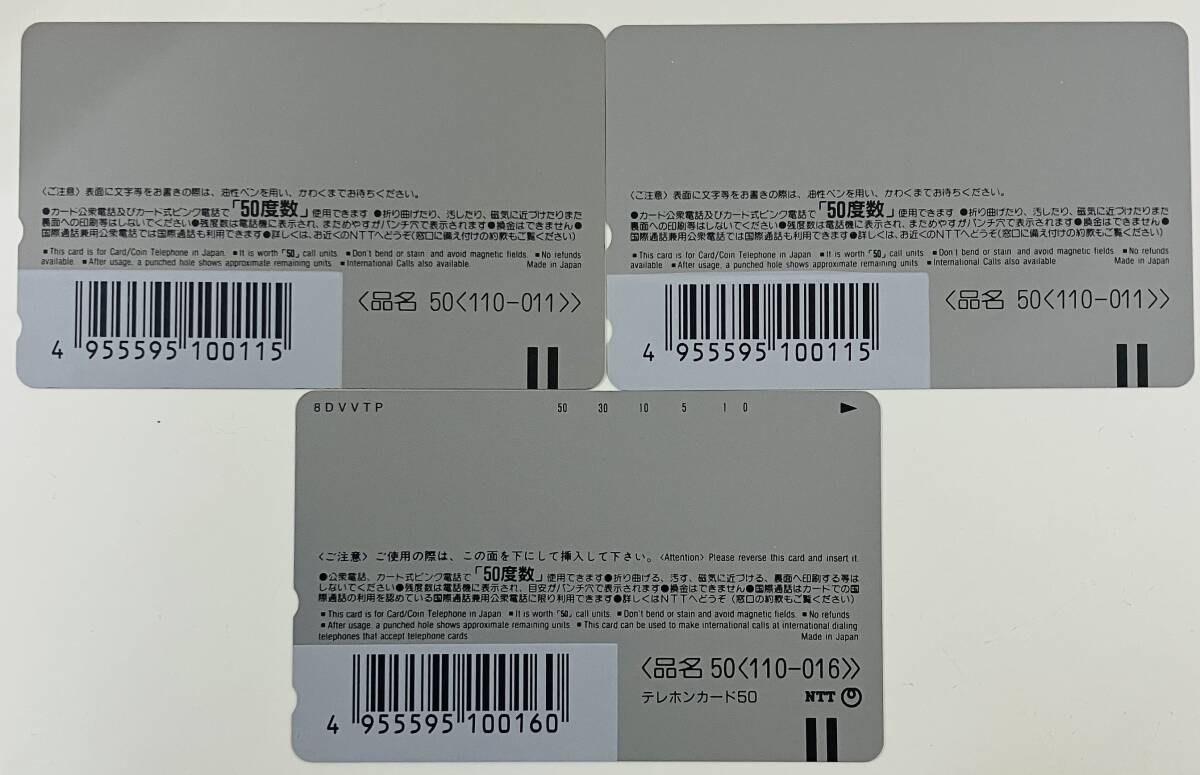 〈ご注意〉表面に文字等をお書きの際は、油性ペンを用い、かわくまでお待ちください。
●カード公衆電話及びカード式ピンク電話で「50度数」使用できます ●折り曲げたり、汚したり、磁気に近づけたりまた
裏面への印刷等はしないでください●残度数は電話機に表示され、まためやすがパンチ穴で表示されます●換金はできません●
国際通話兼用公衆電話では国際通話も利用できます●詳しくは、お近くのNTTへどうぞ(窓口に備え付けの約款もご覧ください)
■This card is for Card/Coin Telephone in Japan. ■It is worth「50」call units. ■Don't bend or stain and avoid magnetic fields. ■No refunds
available. ■After usage, a punched hole shows approximate remaining units. ■International Calls also available. Made in Japan
〈品名 50〈110-011〉〉
4 955595 100115
〈ご注意〉表面に文字等をお書きの際は、油性ペンを用い、かわくまでお待ちください。
●カード公衆電話及びカード式ピンク電話で「50度数」使用できます ●折り曲げたり、汚したり、磁気に近づけたりまた
裏面への印刷等はしないでください●残度数は電話機に表示され、まためやすがパンチ穴で表示されます●換金はできません●
国際通話兼用公衆電話では国際通話も利用できます●詳しくは、お近くのNTTへどうぞ(窓口に備え付けの約款もご覧ください)
■This card is for Card/Coin Telephone in Japan. ■It is worth「50」call units. ■Don't bend or stain and avoid magnetic fields. ■No refunds
available. ■After usage, a punched hole shows approximate remaining units. ■International Calls also available. Made in Japan
〈品名 50〈110-011〉〉
4 955595 100115
8DVVTP 50 30 10 5 1 0 ▶
〈ご注意〉ご使用の際は、この面を下にして挿入して下さい。〈Attention〉Please reverse this card and insert it.
●公衆電話、カード式ピンク電話で「50度数」使用できます●折り曲げる、汚す、磁気に近づける、裏面へ印刷する等は
しないでください●残度数は電話機に表示され、目安がパンチ穴で表示されます●換金はできません●国際通話はカードでの国
際通話の利用を認めている国際通話兼用公衆電話に限り利用できます●詳しくはNTTへどうぞ(窓口の約款もご覧ください)
■This card is for Card/Coin Telephone in Japan. ■It is worth「50」call units. ■Don't bend or stain and avoid magnetic fields. ■No refunds.
■After usage, a punched hole shows approximate remaining units. ■This card can be used to make international calls at international dialing
telephones that accept telephone cards. Made in Japan
〈品名 50〈110-016〉〉
テレホンカード50 NTT
4 955595 100160